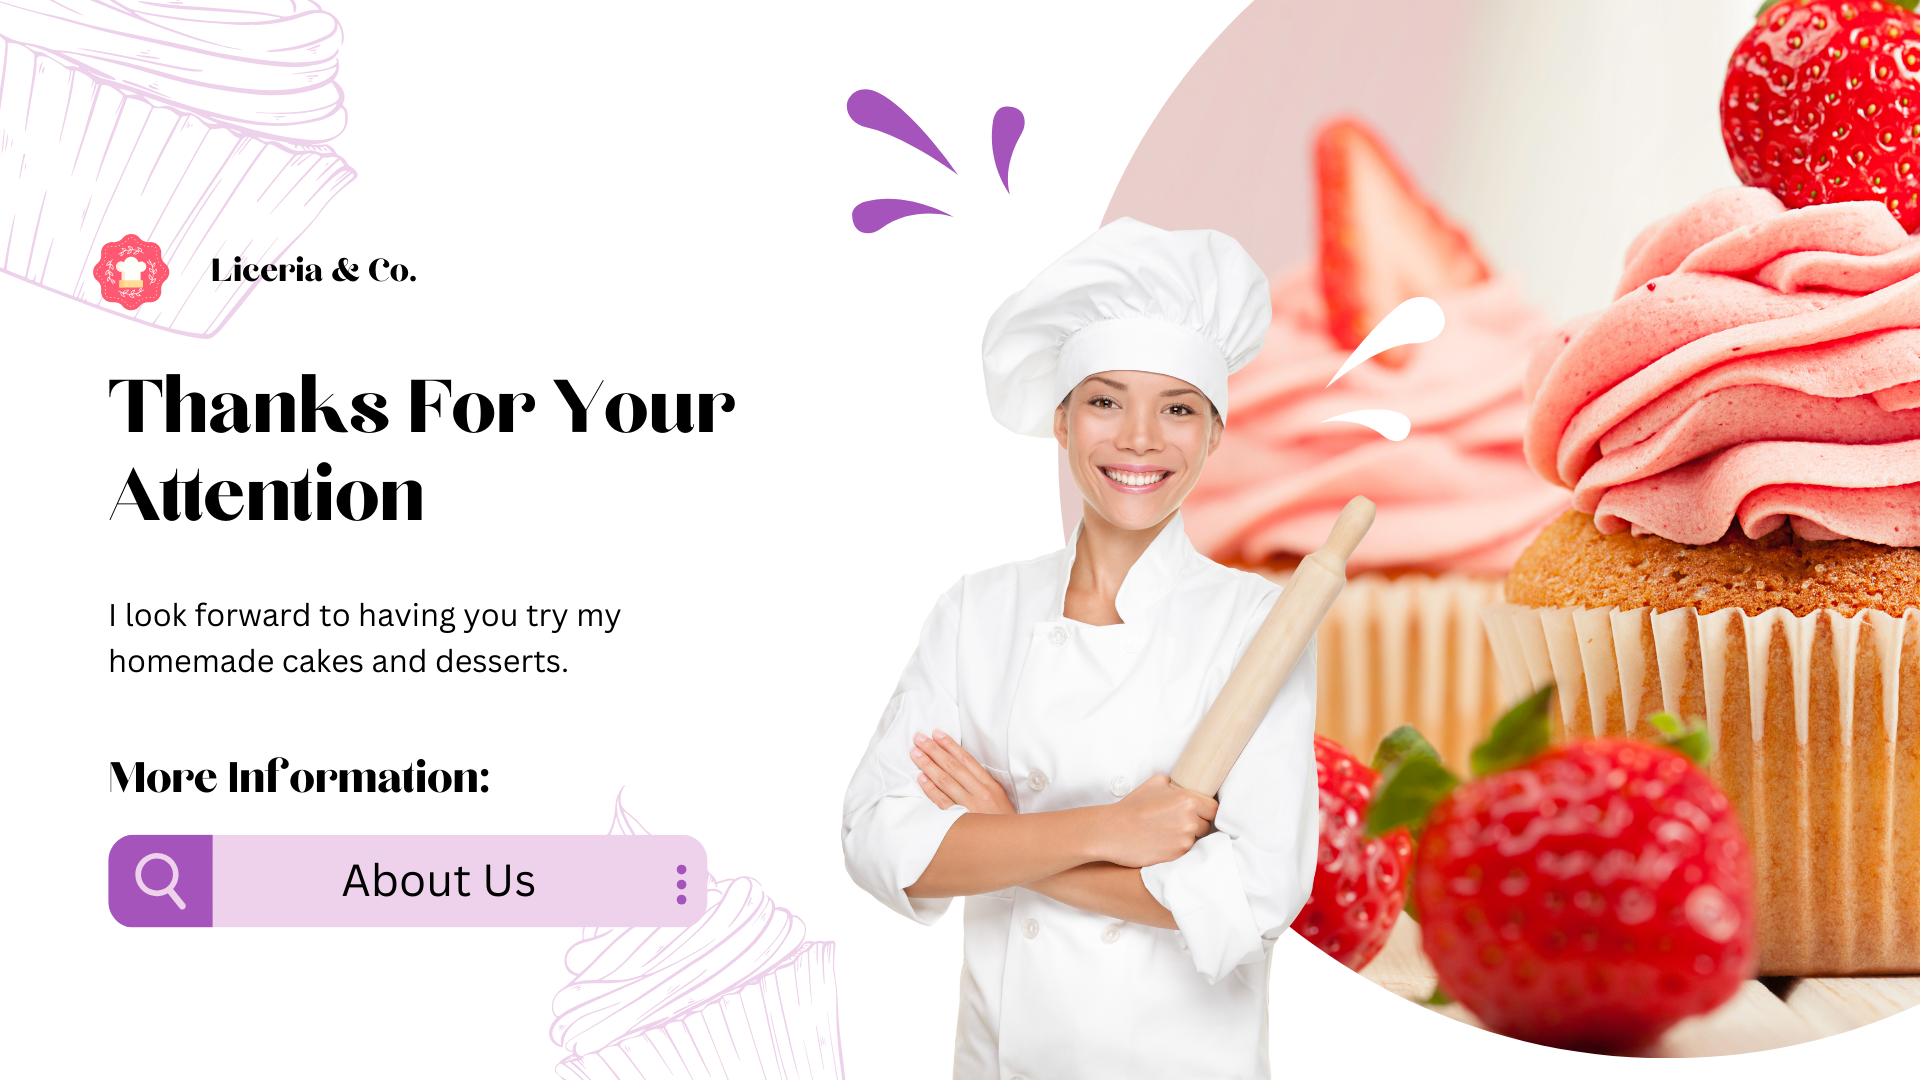 Liceria & Co.
Thanks For Your
Attention
I look forward to having you try my
homemade cakes and desserts.
More Information:
About Us